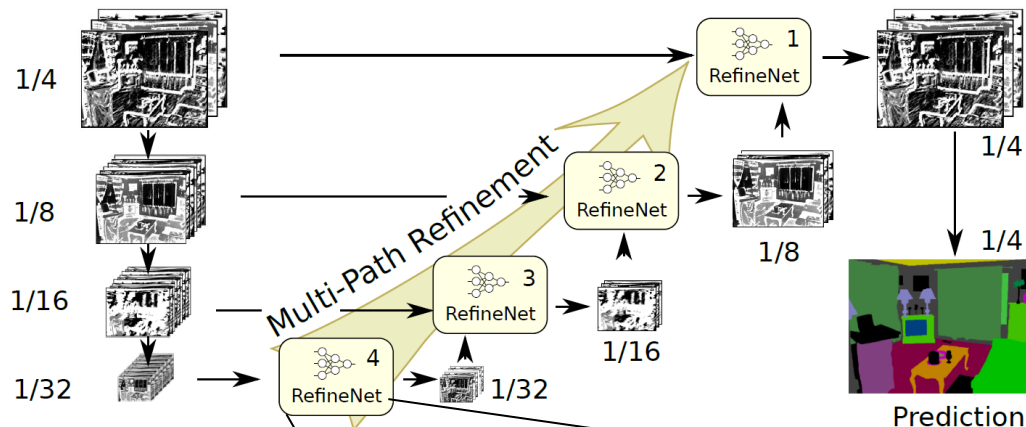 1/4
1
RefineNet
1/4
1/8
2
RefineNet
1/8
1/4
Multi-Path Refinement
1/16
3
RefineNet
1/16
1/32
4
RefineNet
1/32
Prediction